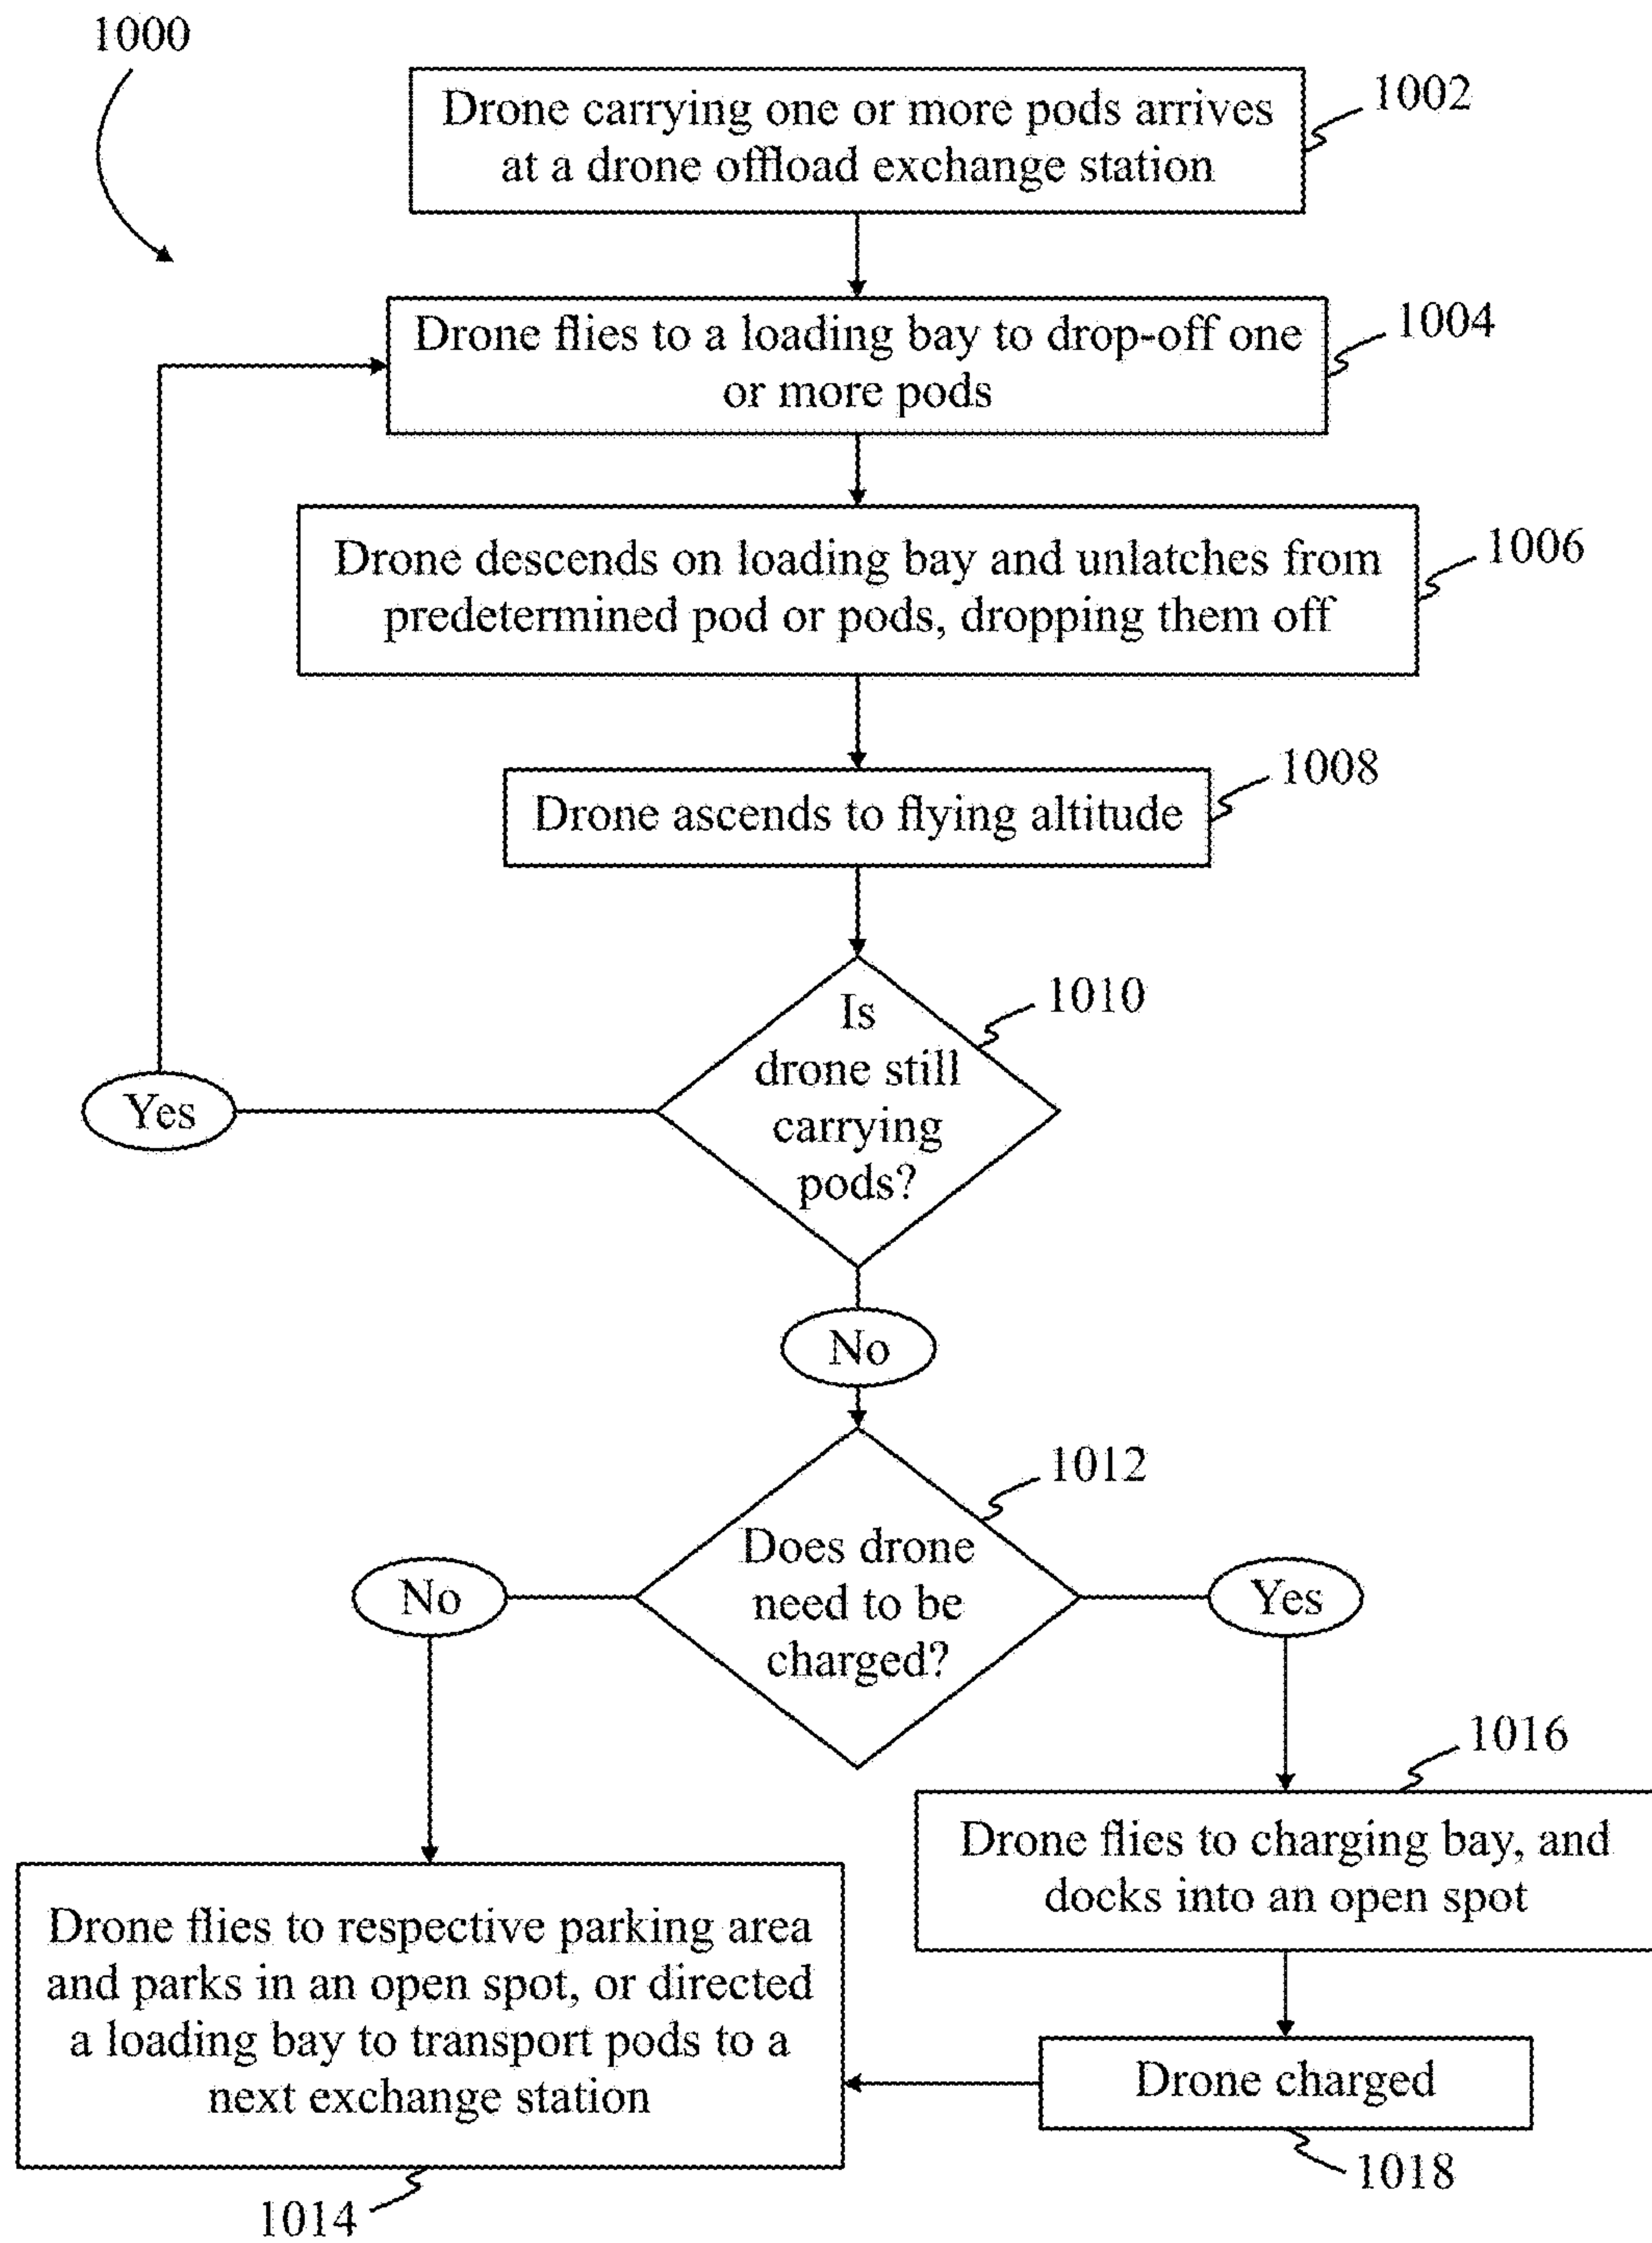 1000
Drone carrying one or more pods arrives
at a drone offload exchange station
1002
Drone flies to a loading bay to drop-off one
or more pods
1004
Drone descends on loading bay and unlatches from
predetermined pod or pods, dropping them off
1006
Drone ascends to flying altitude
1008
Is
drone still
carrying
pods?
1010
Yes
No
Does drone
need to be
charged?
1012
No
Yes
1016
Drone flies to charging bay, and
docks into an open spot
Drone flies to respective parking area
and parks in an open spot, or directed
a loading bay to transport pods to a
next exchange station
Drone charged
1018
1014